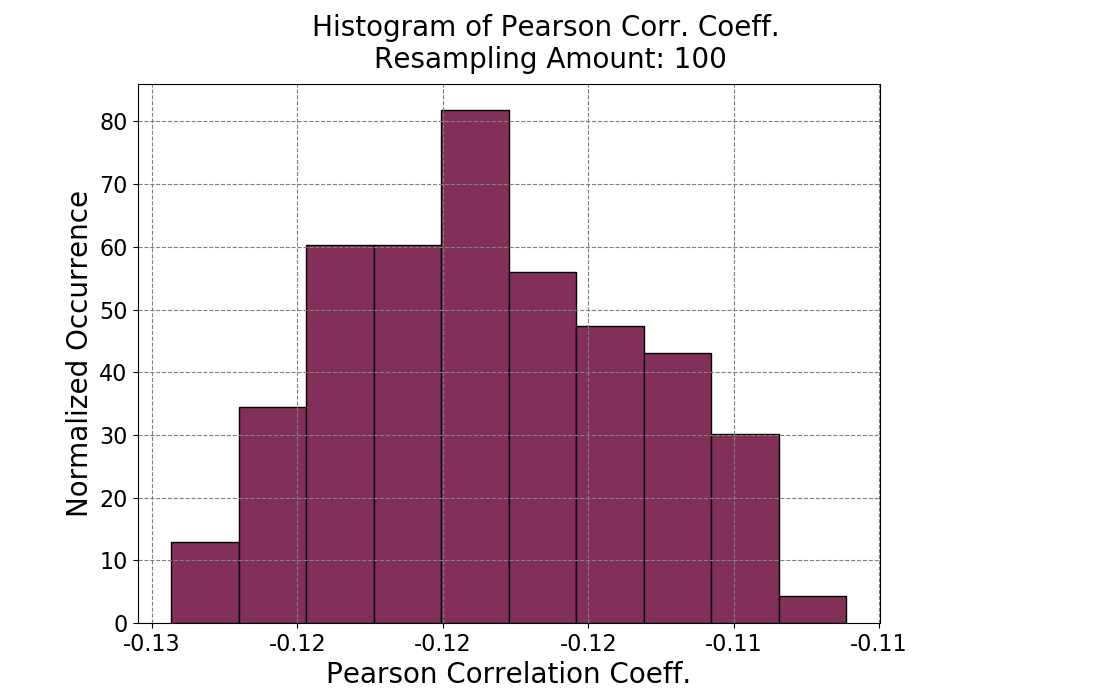 Histogram of Pearson Corr. Coeff.
Resampling Amount: 100
Normalized Occurrence
80
70
60
50
40
30
20
10
0
-0.13 -0.12 -0.12 -0.12 -0.11 -0.11
Pearson Correlation Coeff.